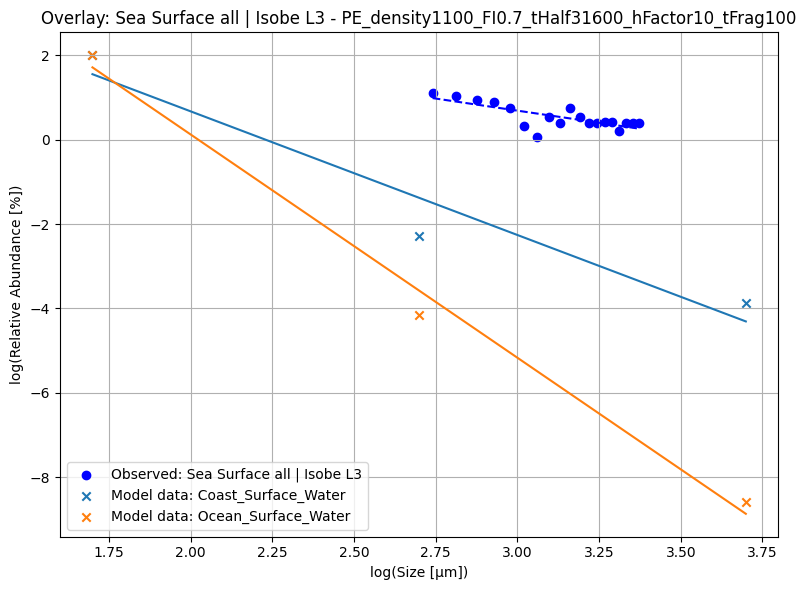 Overlay: Sea Surface all | Isobe L3 - PE_density1100_FI0.7_tHalf31600_hFactor10_tFrag100
log(Relative Abundance [%])
2
0
−2
−4
−6
−8
Observed: Sea Surface all | Isobe L3
Model data: Coast_Surface_Water
Model data: Ocean_Surface_Water
1.75 2.00 2.25 2.50 2.75 3.00 3.25 3.50 3.75
log(Size [μm])